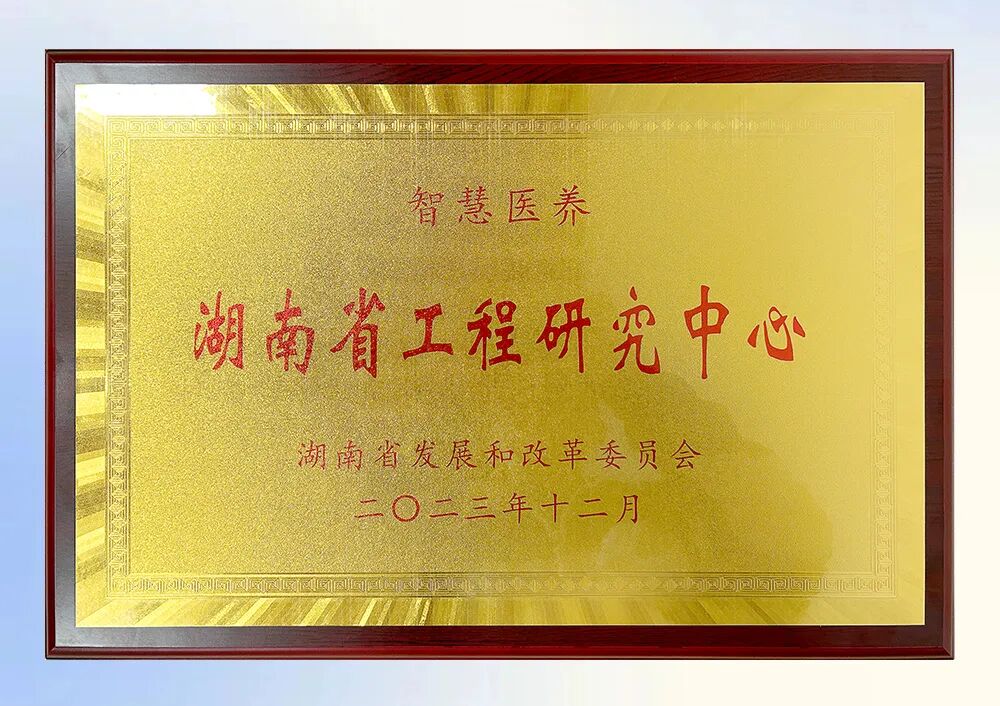 智慧医养
湖南省工程研究中心
湖南省发展和改革委员会
二〇二三年十二月